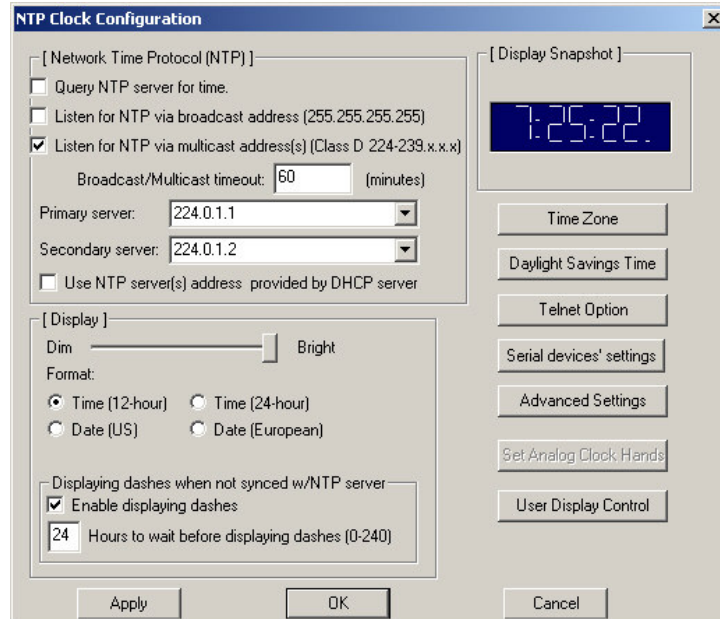 NTP Clock Configuration
[ Network Time Protocol (NTP) ]
Query NTP server for time.
Listen for NTP via broadcast address (255.255.255.255)
Listen for NTP via multicast address(s) (Class D 224-239.x.x.x)
Broadcast/Multicast timeout: 60 (minutes)
Primary server: 224.0.1.1
Secondary server: 224.0.1.2
Use NTP server(s) address provided by DHCP server
[ Display ]
Dim Bright
Format:
Time (12-hour) Time (24-hour)
Date (US) Date (European)
Displaying dashes when not synced w/NTP server
Enable displaying dashes
24 Hours to wait before displaying dashes (0-240)
[ Display Snapshot ]
7:25:22.
Time Zone
Daylight Savings Time
Telnet Option
Serial devices' settings
Advanced Settings
Set Analog Clock Hands
User Display Control
Apply OK Cancel